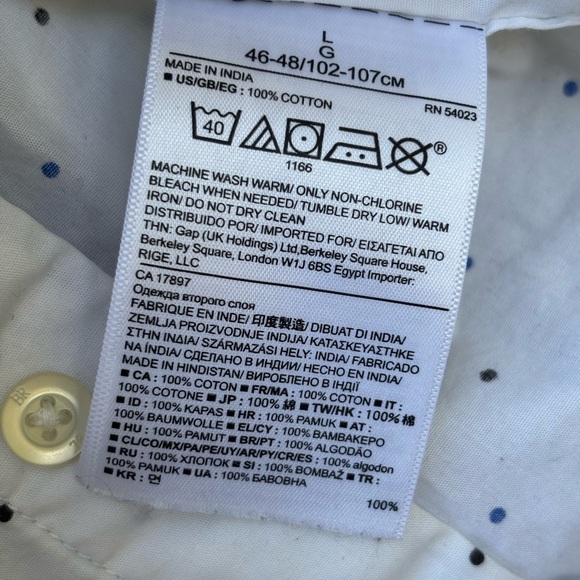 L
G
46-48/102-107CM
MADE IN INDIA
RN 54023
■ US/GB/EG : 100% COTTON
40
®
1166
MACHINE WASH WARM/ ONLY NON-CHLORINE
BLEACH WHEN NEEDED/ TUMBLE DRY LOW/ WARM
IRON/ DO NOT DRY CLEAN
DISTRIBUIDO POR/ IMPORTED FOR/ ΕΙΣΑΓΕΤΑΙ ΑΠΟ
ΤΗΝ: Gap (UK Holdings) Ltd,Berkeley Square House,
Berkeley Square, London W1J 6BS Egypt Importer:
RIGE, LLC
CA 17897
Одежда второго слоя
FABRIQUE EN INDE/ 印度製造/ DIBUAT DI INDIA/
ZEMLJA PROIZVODNJE INDIJA/ ΚΑΤΑΣΚΕΥΑΣΤΗΚΕ
ΣΤΗΝ ΙΝΔΙΑ/ SZÁRMAZÁSI HELY: INDIA/ FABRICADO
NA ÍNDIA/ СДЕЛАНО В ИНДИИ/ HECHO EN INDIA/
MADE IN HINDISTAN/ ВИРОБЛЕНО В ІНДІЇ
■ CA : 100% COTON ■ FR/MA : 100% COTON ■ IT :
100% COTONE ■ JP : 100% 綿 ■ TW/HK : 100% 棉
■ ID : 100% KAPAS ■ HR : 100% PAMUK ■ AT :
100% BAUMWOLLE ■ EL/CY : 100% ΒΑΜΒΑΚΕΡΟ
■ HU : 100% PAMUT ■ BR/PT : 100% ALGODÃO
■ CL/CO/MX/PA/PE/UY/AR/PY/CR/ES : 100% algodon
■ RU : 100% ХЛОПОК ■ SI : 100% BOMBAŽ ■ TR :
100% PAMUK ■ UA : 100% БАВОВНА
■ KR : 면
100%
BR